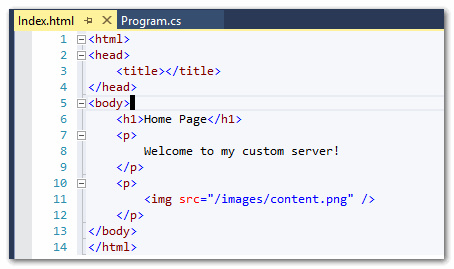 Index.html Program.cs
1 <html>
2 <head>
3 <title></title>
4 </head>
5 <body>
6 <h1>Home Page</h1>
7 <p>
8 Welcome to my custom server!
9 </p>
10 <p>
11 <img src="/images/content.png" />
12 </p>
13 </body>
14 </html>